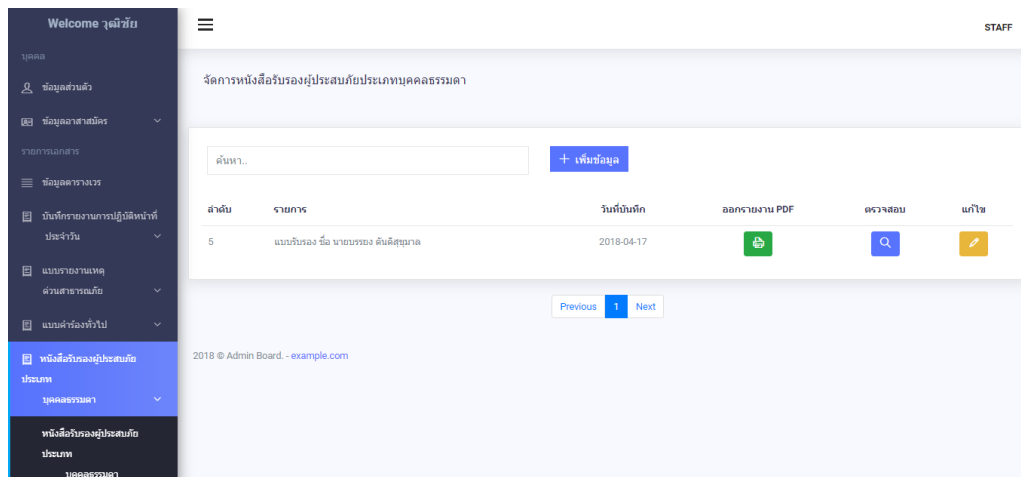 Welcome วุฒิชัย
STAFF
บุคคล
ข้อมูลส่วนตัว
ข้อมูลอาสาสมัคร
รายการเอกสาร
ข้อมูลตารางเวร
บันทึกรายงานการปฏิบัติหน้าที่
ประจำวัน
แบบรายงานเหตุ
ด่วนสาธารณภัย
แบบคำร้องทั่วไป
หนังสือรับรองผู้ประสบภัย
ประเภท
บุคคลธรรมดา
หนังสือรับรองผู้ประสบภัย
ประเภท
บุคคลธรรมดา
จัดการหนังสือรับรองผู้ประสบภัยประเภทบุคคลธรรมดา
ค้นหา.. + เพิ่มข้อมูล
ลำดับ รายการ วันที่บันทึก ออกรายงาน PDF ตรวจสอบ แก้ไข
5 แบบรับรอง ชื่อ นายบรรยง ตันติสุขุมาล 2018-04-17
Previous 1 Next
2018 © Admin Board. - example.com